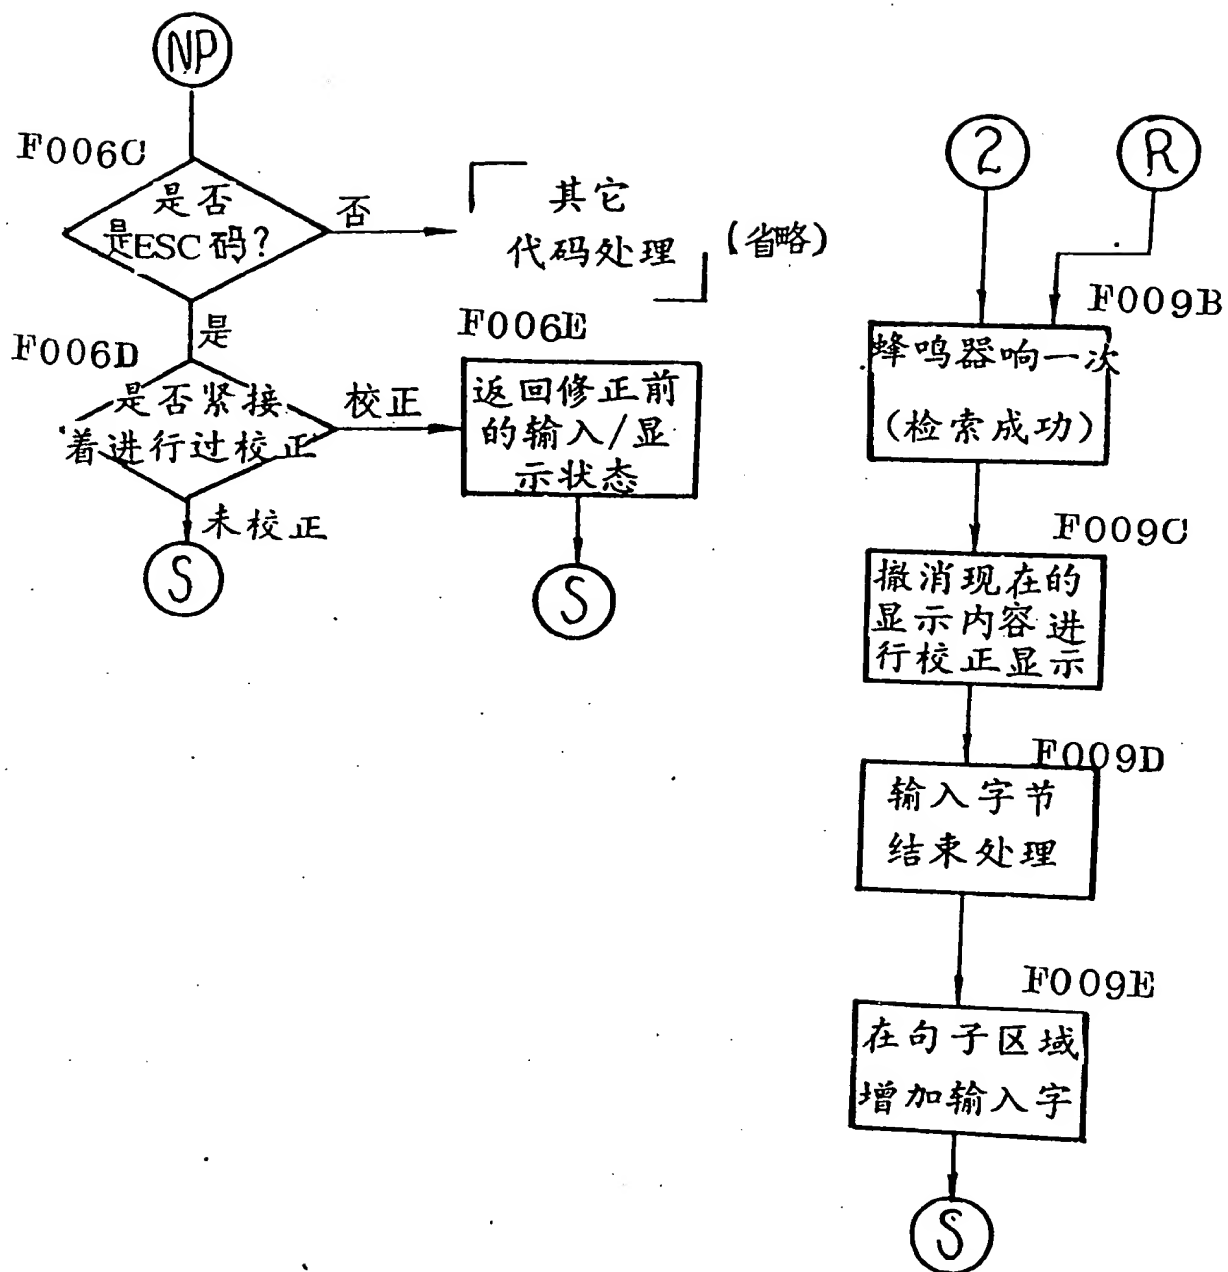 NP
F006C
是否
是ESC码?
否
其它
代码处理
(省略)
是
F006D
是否紧接
着进行过校正
校正
F006E
返回修正前
的输入/显
示状态
未校正
S
S
2
R
F009B
蜂鸣器响一次
(检索成功)
F009C
撤消现在的
显示内容进
行校正显示
F009D
输入字节
结束处理
F009E
在句子区域
增加输入字
S